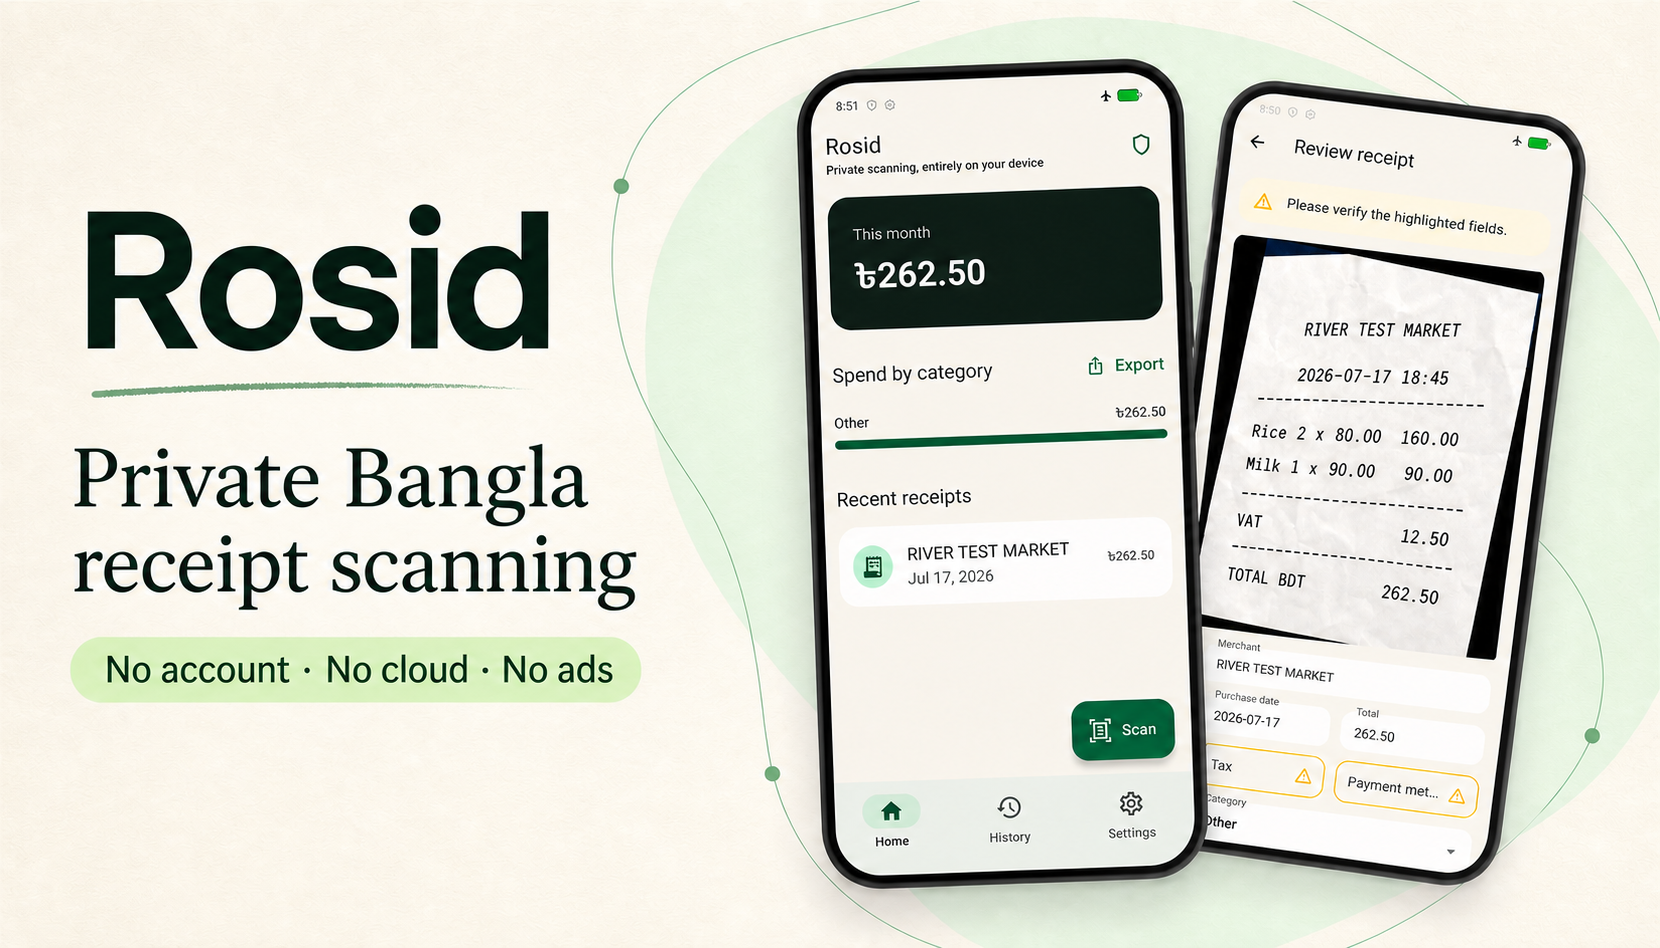 Rosid
Private Bangla
receipt scanning
No account · No cloud · No ads
8:51
Rosid
Private scanning, entirely on your device
This month
৳262.50
Spend by category
Export
Other
৳262.50
Recent receipts
RIVER TEST MARKET
৳262.50
Jul 17, 2026
Scan
Home
History
Settings
8:50
Review receipt
Please verify the highlighted fields.
RIVER TEST MARKET
2026-07-17 18:45
Rice 2 x 80.00 160.00
Milk 1 x 90.00 90.00
VAT 12.50
TOTAL BDT 262.50
Merchant
RIVER TEST MARKET
Purchase date
2026-07-17
Total
262.50
Tax
Payment met...
Category
Other